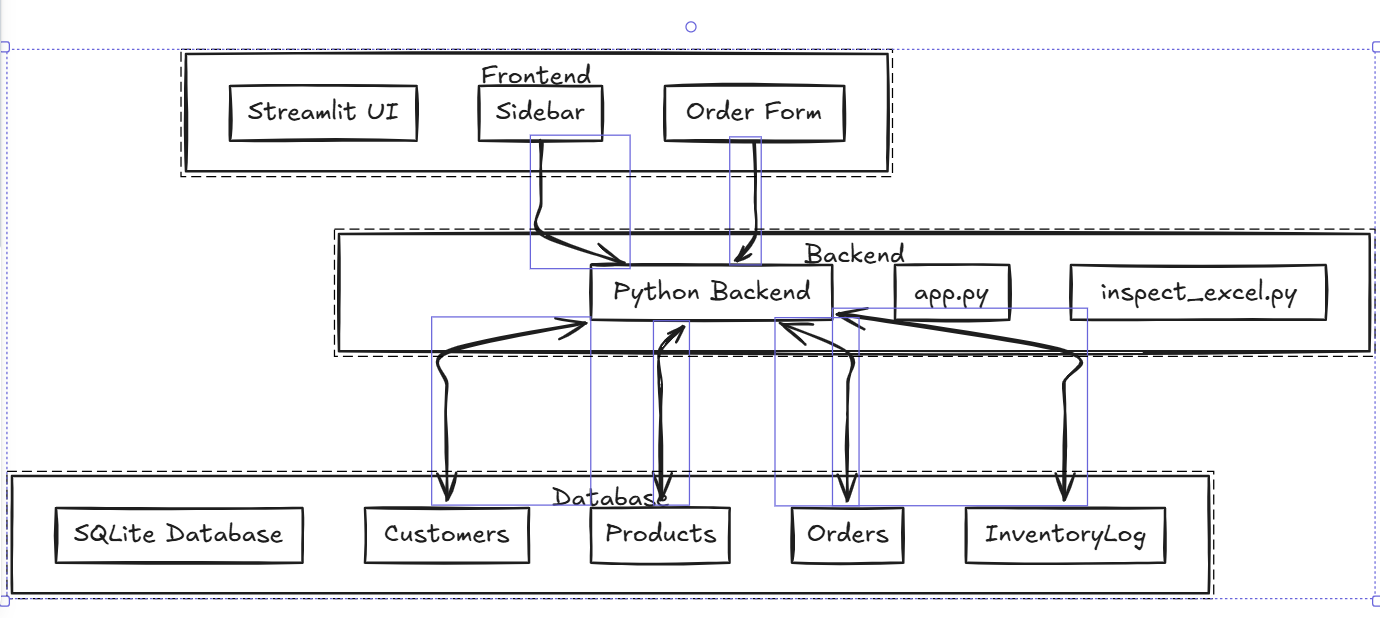 Frontend
Streamlit UI
Sidebar
Order Form
Backend
Python Backend
app.py
inspect_excel.py
Database
SQLite Database
Customers
Products
Orders
InventoryLog